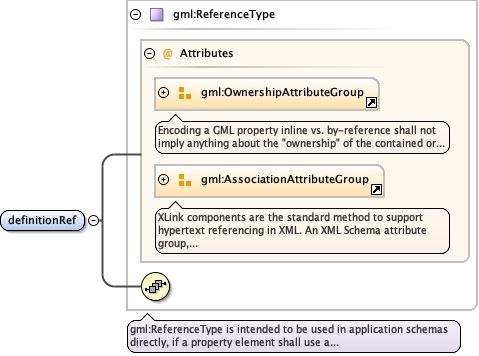 gml:ReferenceType
@ Attributes
gml:OwnershipAttributeGroup
Encoding a GML property inline vs. by-reference shall not
imply anything about the "ownership" of the contained or...
gml:AssociationAttributeGroup
XLink components are the standard method to support
hypertext referencing in XML. An XML Schema attribute
group,...
definitionRef
gml:ReferenceType is intended to be used in application schemas
directly, if a property element shall use a...